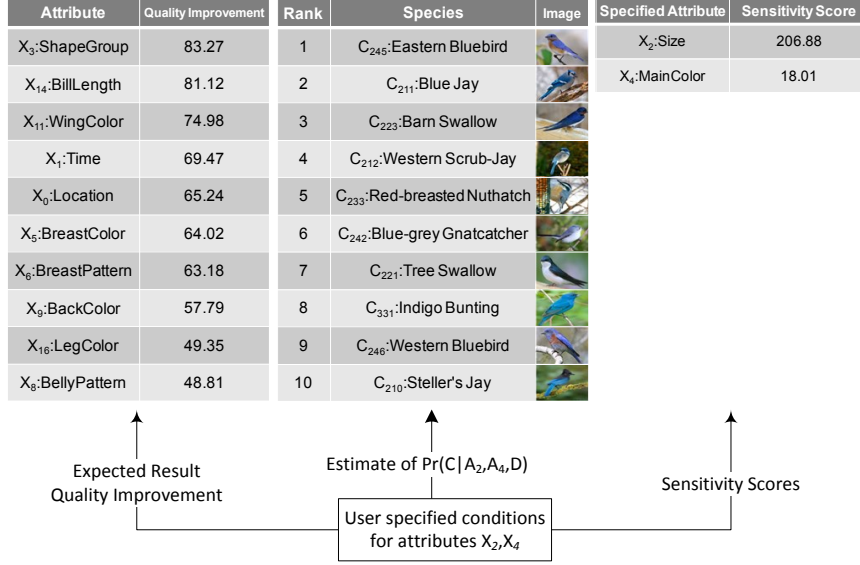 Attribute Quality Improvement
X3:ShapeGroup 83.27
X14:BillLength 81.12
X11:WingColor 74.98
X1:Time 69.47
X0:Location 65.24
X5:BreastColor 64.02
X6:BreastPattern 63.18
X9:BackColor 57.79
X16:LegColor 49.35
X8:BellyPattern 48.81
Rank Species Image
1 C245:Eastern Bluebird
2 C211:Blue Jay
3 C223:Barn Swallow
4 C212:Western Scrub-Jay
5 C233:Red-breasted Nuthatch
6 C242:Blue-grey Gnatcatcher
7 C221:Tree Swallow
8 C331:Indigo Bunting
9 C246:Western Bluebird
10 C210:Steller's Jay
Specified Attribute Sensitivity Score
X2:Size 206.88
X4:MainColor 18.01
Expected Result
Quality Improvement
Estimate of Pr(C|A2,A4,D)
Sensitivity Scores
User specified conditions
for attributes X2,X4